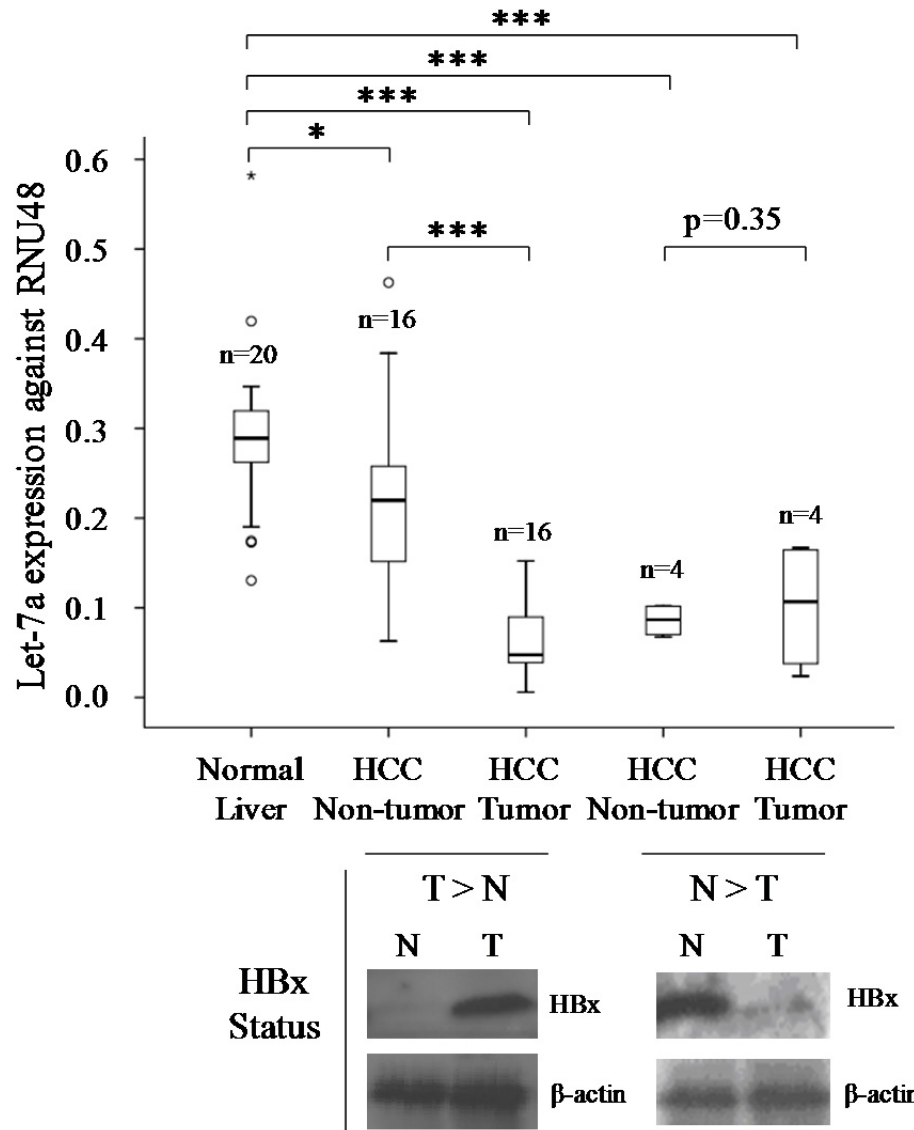 ***
***
***
*
***
p=0.35
Let-7a expression against RNU48
0.6
0.5
0.4
0.3
0.2
0.1
0.0
n=20
n=16
n=16
n=4
n=4
Normal
Liver
HCC
Non-tumor
HCC
Tumor
HCC
Non-tumor
HCC
Tumor
T > N
N > T
N T
N T
HBx
Status
HBx
HBx
β-actin
β-actin